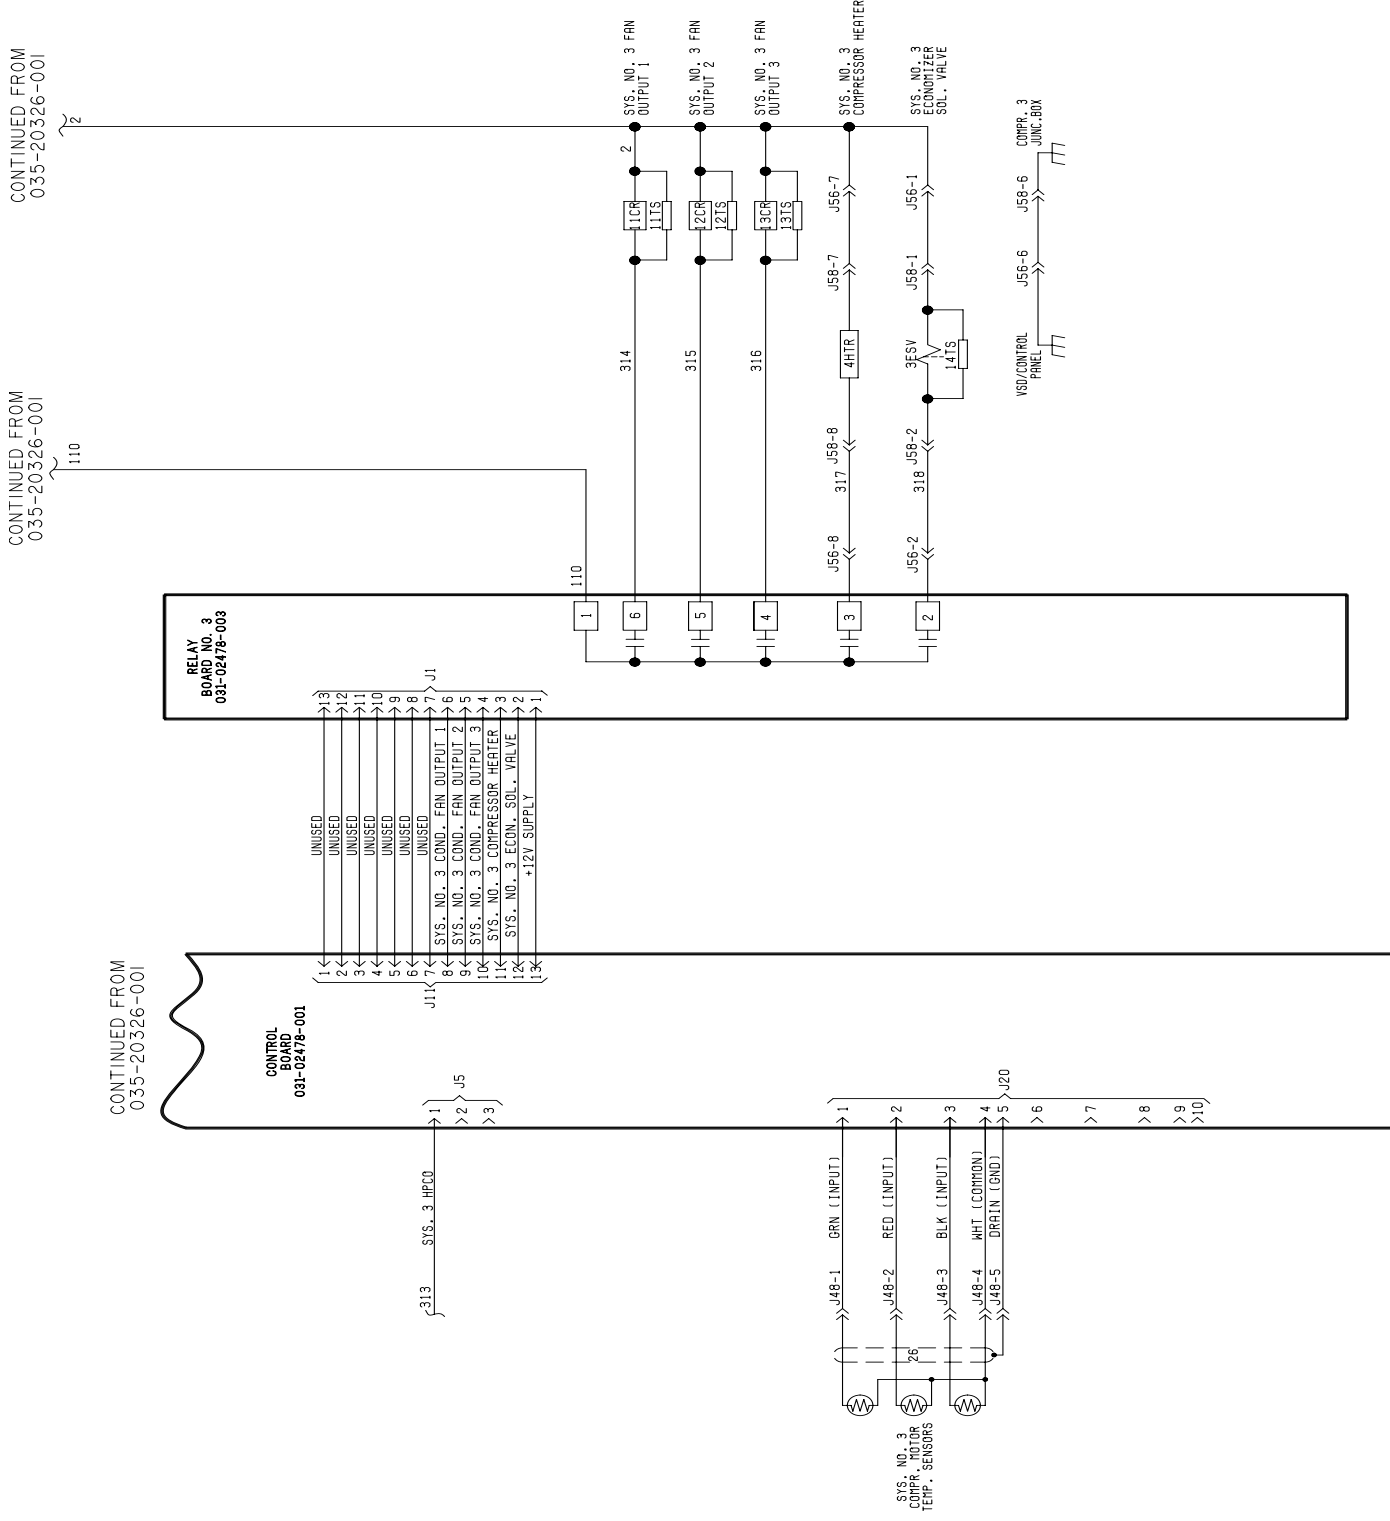 CONTINUED FROM
035-20326-001
2
CONTINUED FROM
035-20326-001
110
CONTINUED FROM
035-20326-001
SYS. NO. 3 FAN
OUTPUT 1
SYS. NO. 3 FAN
OUTPUT 2
SYS. NO. 3 FAN
OUTPUT 3
SYS. NO. 3
COMPRESSOR HEATER
SYS. NO. 3
ECONOMIZER
SOL. VALVE
2
11CR
11TS
12CR
12TS
13CR
13TS
314
315
316
J56-7
J58-7
4HTR
J58-8
317
J56-8
J56-1
J58-1
3ESV
14TS
J58-2
318
J56-2
COMPR. 3
JUNC.BOX
J58-6
J56-6
VSD/CONTROL
PANEL
110
1
6
5
4
3
2
RELAY
BOARD NO. 3
031-02478-003
J1
13
12
11
10
9
8
7
6
5
4
3
2
1
UNUSED
UNUSED
UNUSED
UNUSED
UNUSED
UNUSED
UNUSED
SYS. NO. 3 COND. FAN OUTPUT 1
SYS. NO. 3 COND. FAN OUTPUT 2
SYS. NO. 3 COND. FAN OUTPUT 3
SYS. NO. 3 COMPRESSOR HEATER
SYS. NO. 3 ECON. SOL. VALVE
+12V SUPPLY
1
2
3
4
5
6
7
8
9
10
11
12
13
J11
CONTROL
BOARD
031-02478-001
J5
1
2
3
SYS. 3 HPCO
313
J20
1
2
3
4
5
6
7
8
9
10
GRN (INPUT)
RED (INPUT)
BLK (INPUT)
WHT (COMMON)
DRAIN (GND)
J48-1
J48-2
J48-3
J48-4
J48-5
26
SYS. NO. 3
COMPR. MOTOR
TEMP. SENSORS